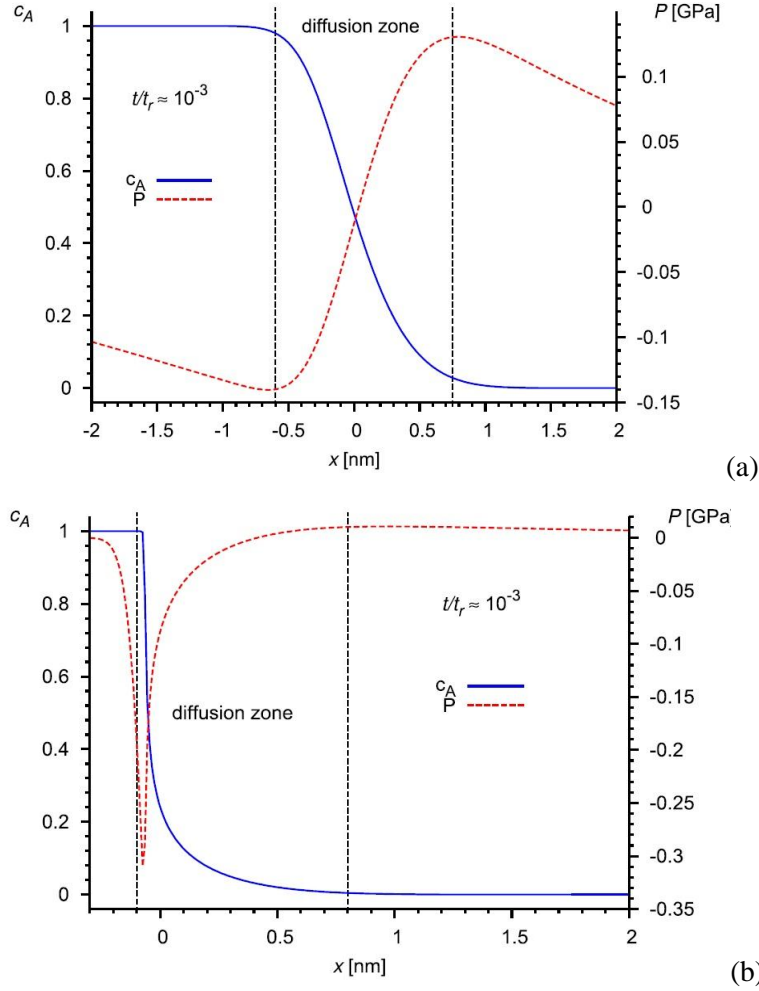 c_A diffusion zone P [GPa]
1
0.8
0.6
0.4
0.2
0
0.1
0.05
0
-0.05
-0.1
-0.15
t/t_r ≈ 10^-3
c_A
P
-2 -1.5 -1 -0.5 0 0.5 1 1.5 2
x [nm]
(a)
c_A P [GPa]
1
0.8
0.6
0.4
0.2
0
0
-0.05
-0.1
-0.15
-0.2
-0.25
-0.3
-0.35
t/t_r ≈ 10^-3
c_A
P
diffusion zone
0 0.5 1 1.5 2
x [nm]
(b)